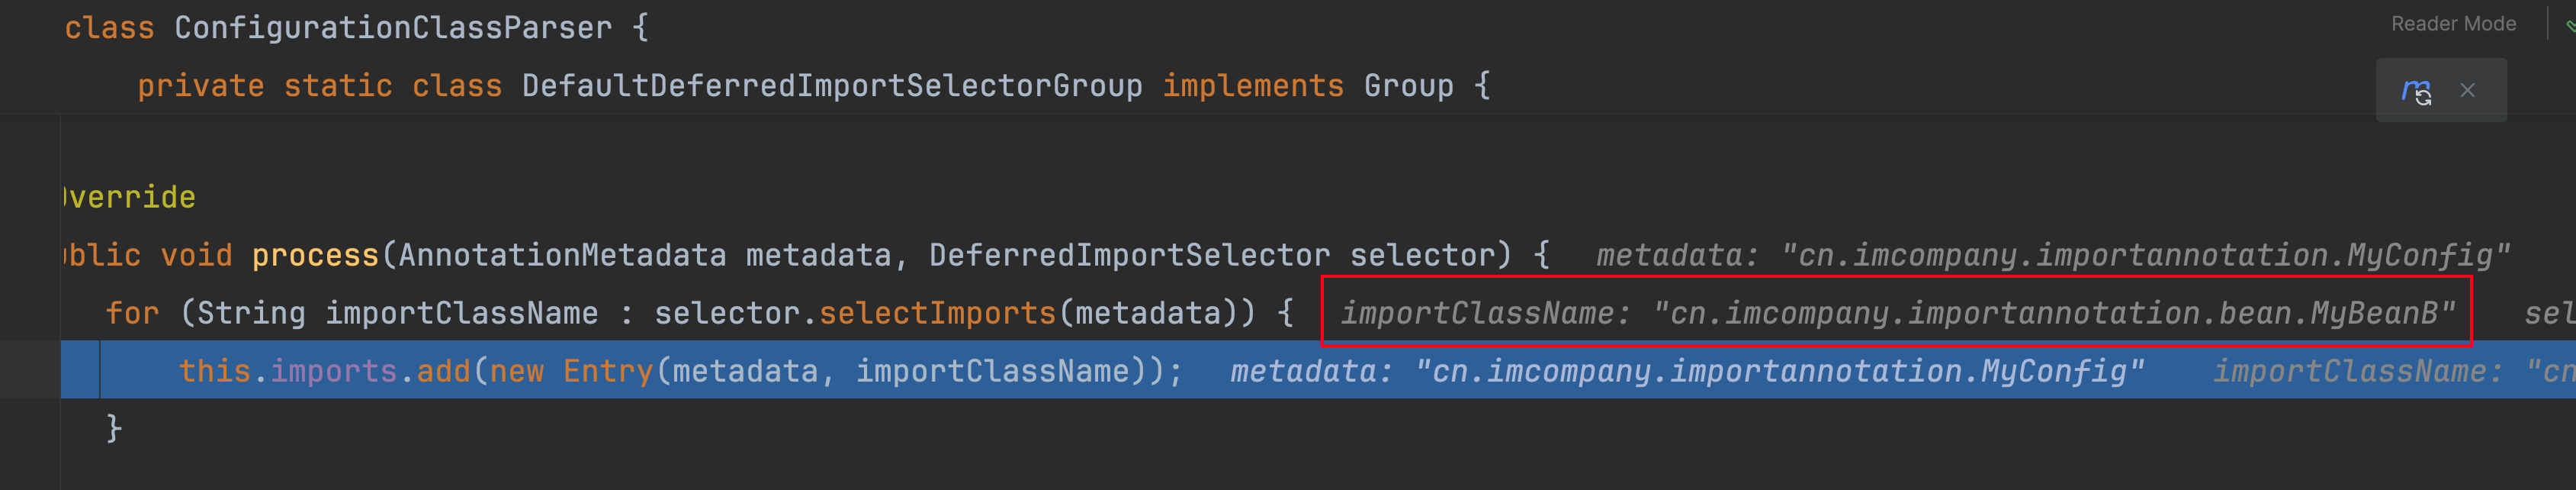 class ConfigurationClassParser {
Reader Mode
private static class DefaultDeferredImportSelectorGroup implements Group {
Override
blic void process(AnnotationMetadata metadata, DeferredImportSelector selector) { metadata: "cn.imcompany.importannotation.MyConfig"
for (String importClassName : selector.selectImports(metadata)) { importClassName: "cn.imcompany.importannotation.bean.MyBeanB" sel
this.imports.add(new Entry(metadata, importClassName)); metadata: "cn.imcompany.importannotation.MyConfig" importClassName: "cn
}